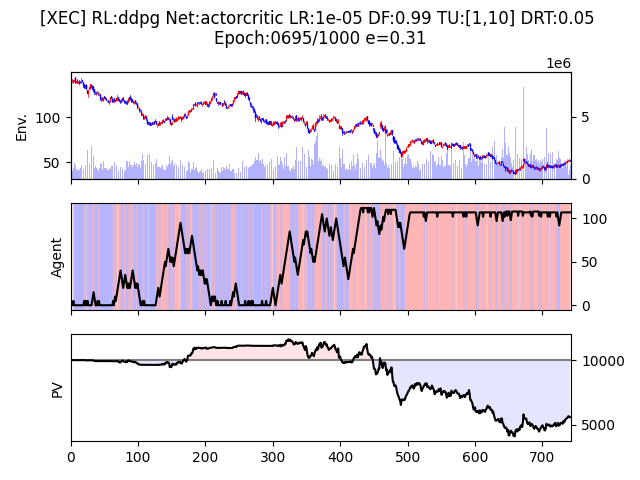 [XEC] RL:ddpg Net:actorcritic LR:1e-05 DF:0.99 TU:[1,10] DRT:0.05
Epoch:0695/1000 e=0.31
1e6
Env.
100
50
5
0
Agent
100
50
0
PV
10000
5000
0 100 200 300 400 500 600 700